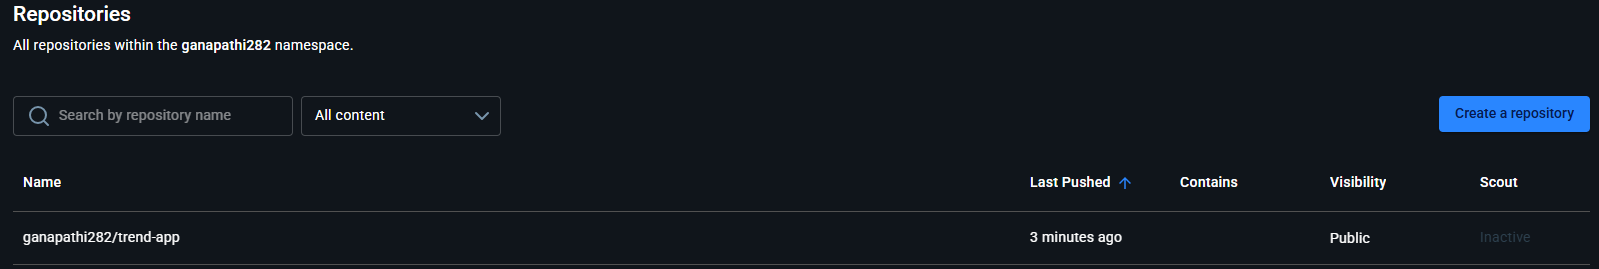 Repositories
All repositories within the ganapathi282 namespace.
Search by repository name All content Create a repository
Name Last Pushed Contains Visibility Scout
ganapathi282/trend-app 3 minutes ago Public Inactive